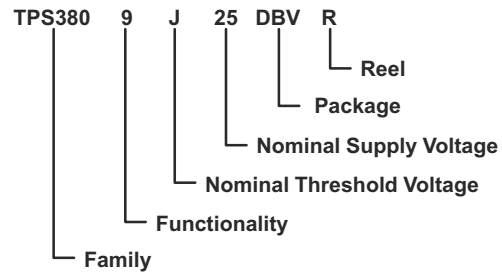 TPS380 9 J 25 DBV R
Reel
Package
Nominal Supply Voltage
Nominal Threshold Voltage
Functionality
Family